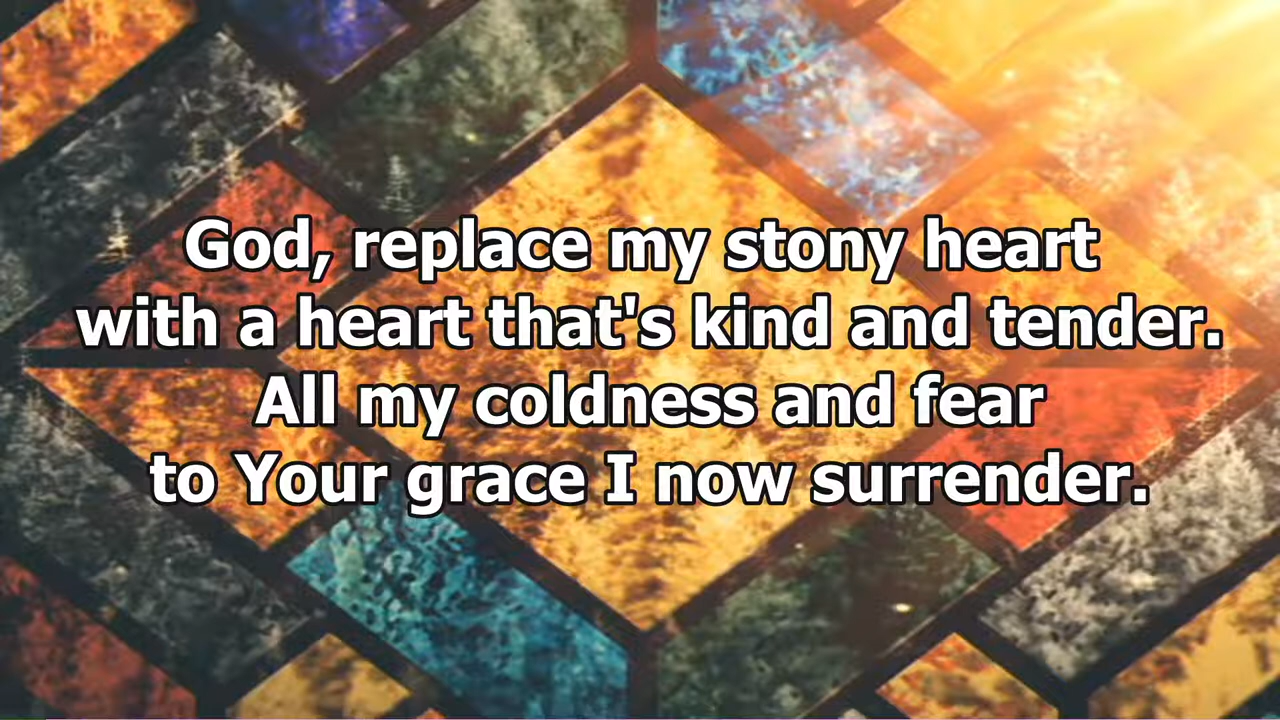 God, replace my stony heart
with a heart that's kind and tender.
All my coldness and fear
to Your grace I now surrender.